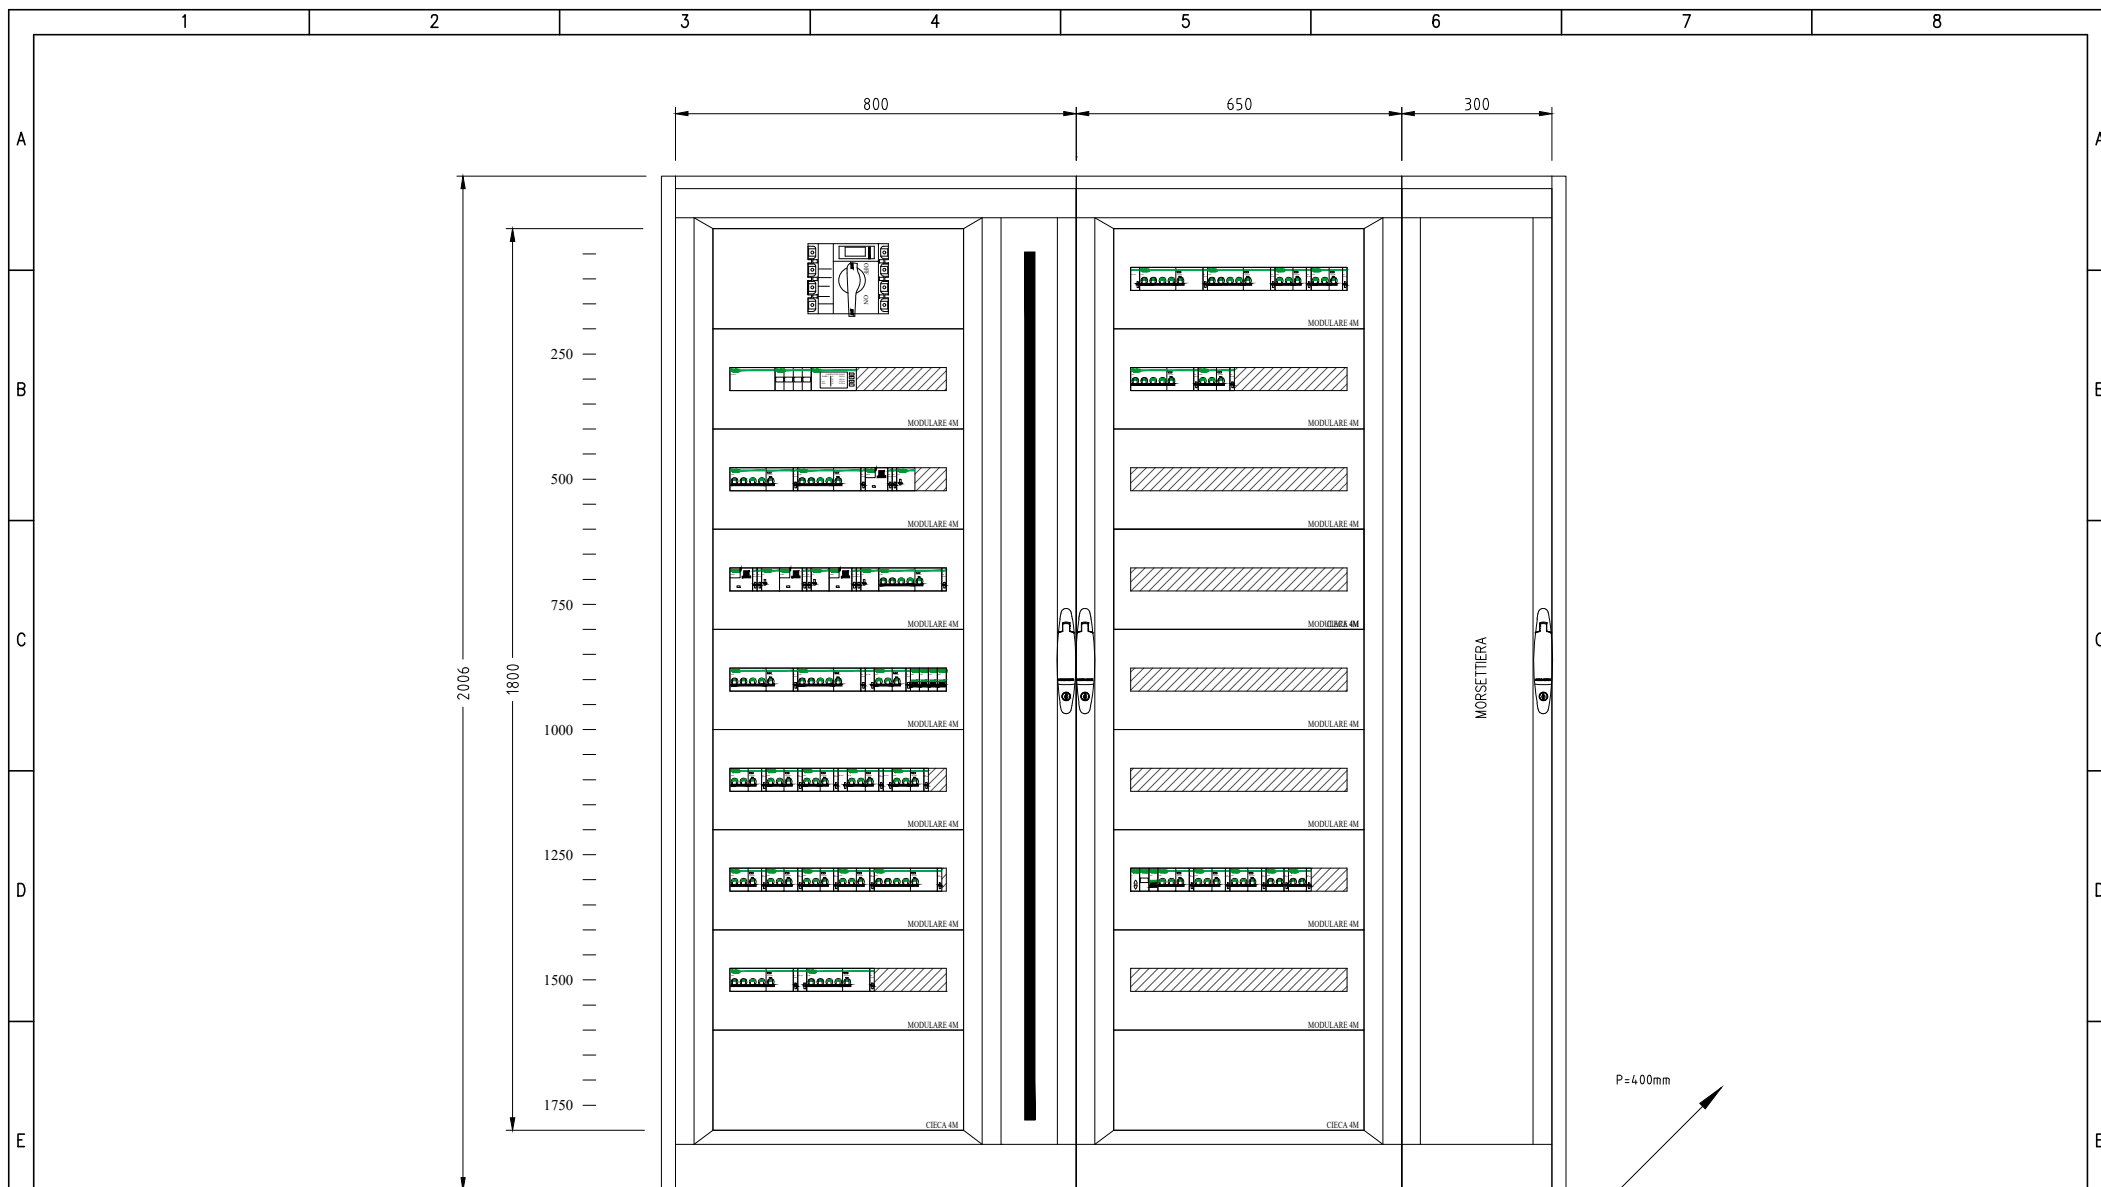 1 2 3 4 5 6 7 8
800 650 300
A A
OFF
ON
MODULARE 4M
250
B B
MODULARE 4M MODULARE 4M
500
MODULARE 4M MODULARE 4M
750
MODULARE 4M
C C
2006
1800
MORSETTIERA
MODULARE 4M MODULARE 4M
1000
MODULARE 4M MODULARE 4M
1250
D D
MODULARE 4M MODULARE 4M
1500
MODULARE 4M MODULARE 4M
P=400mm
1750
CIECA 4M CIECA 4M
E E